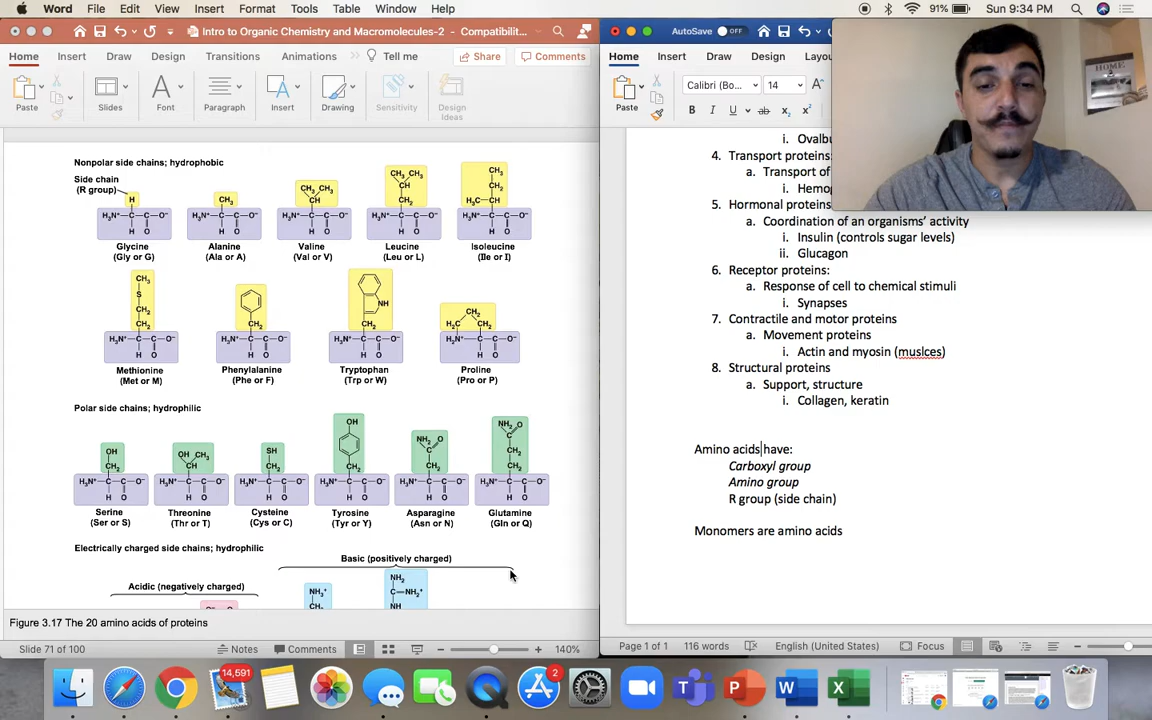 Word File Edit View Insert Format Tools Table Window Help
91% Sun 9:34 PM
Intro to Organic Chemistry and Macromolecules-2 - Compatibilit...
Home Insert Draw Design Transitions Animations Tell me Share Comments
Paste Slides Font Paragraph Insert Drawing Sensitivity Design Ideas
Nonpolar side chains; hydrophobic
Side chain
(R group)
Glycine
(Gly or G)
Alanine
(Ala or A)
Valine
(Val or V)
Leucine
(Leu or L)
Isoleucine
(Ile or I)
Methionine
(Met or M)
Phenylalanine
(Phe or F)
Tryptophan
(Trp or W)
Proline
(Pro or P)
Polar side chains; hydrophilic
Serine
(Ser or S)
Threonine
(Thr or T)
Cysteine
(Cys or C)
Tyrosine
(Tyr or Y)
Asparagine
(Asn or N)
Glutamine
(Gln or Q)
Electrically charged side chains; hydrophilic
Basic (positively charged)
Acidic (negatively charged)
Figure 3.17 The 20 amino acids of proteins
Slide 71 of 100 Notes Comments 140%
AutoSave OFF
Home Insert Draw Design Layou
Paste Calibri (Bo... 14
B I U ab
i. Ovalbu
4. Transport proteins:
a. Transport of
i. Hemo
5. Hormonal proteins
a. Coordination of an organisms' activity
i. Insulin (controls sugar levels)
ii. Glucagon
6. Receptor proteins:
a. Response of cell to chemical stimuli
i. Synapses
7. Contractile and motor proteins
a. Movement proteins
i. Actin and myosin (muslces)
8. Structural proteins
a. Support, structure
i. Collagen, keratin
Amino acids have:
Carboxyl group
Amino group
R group (side chain)
Monomers are amino acids
Page 1 of 1 116 words English (United States) Focus
HOME
14,591
2